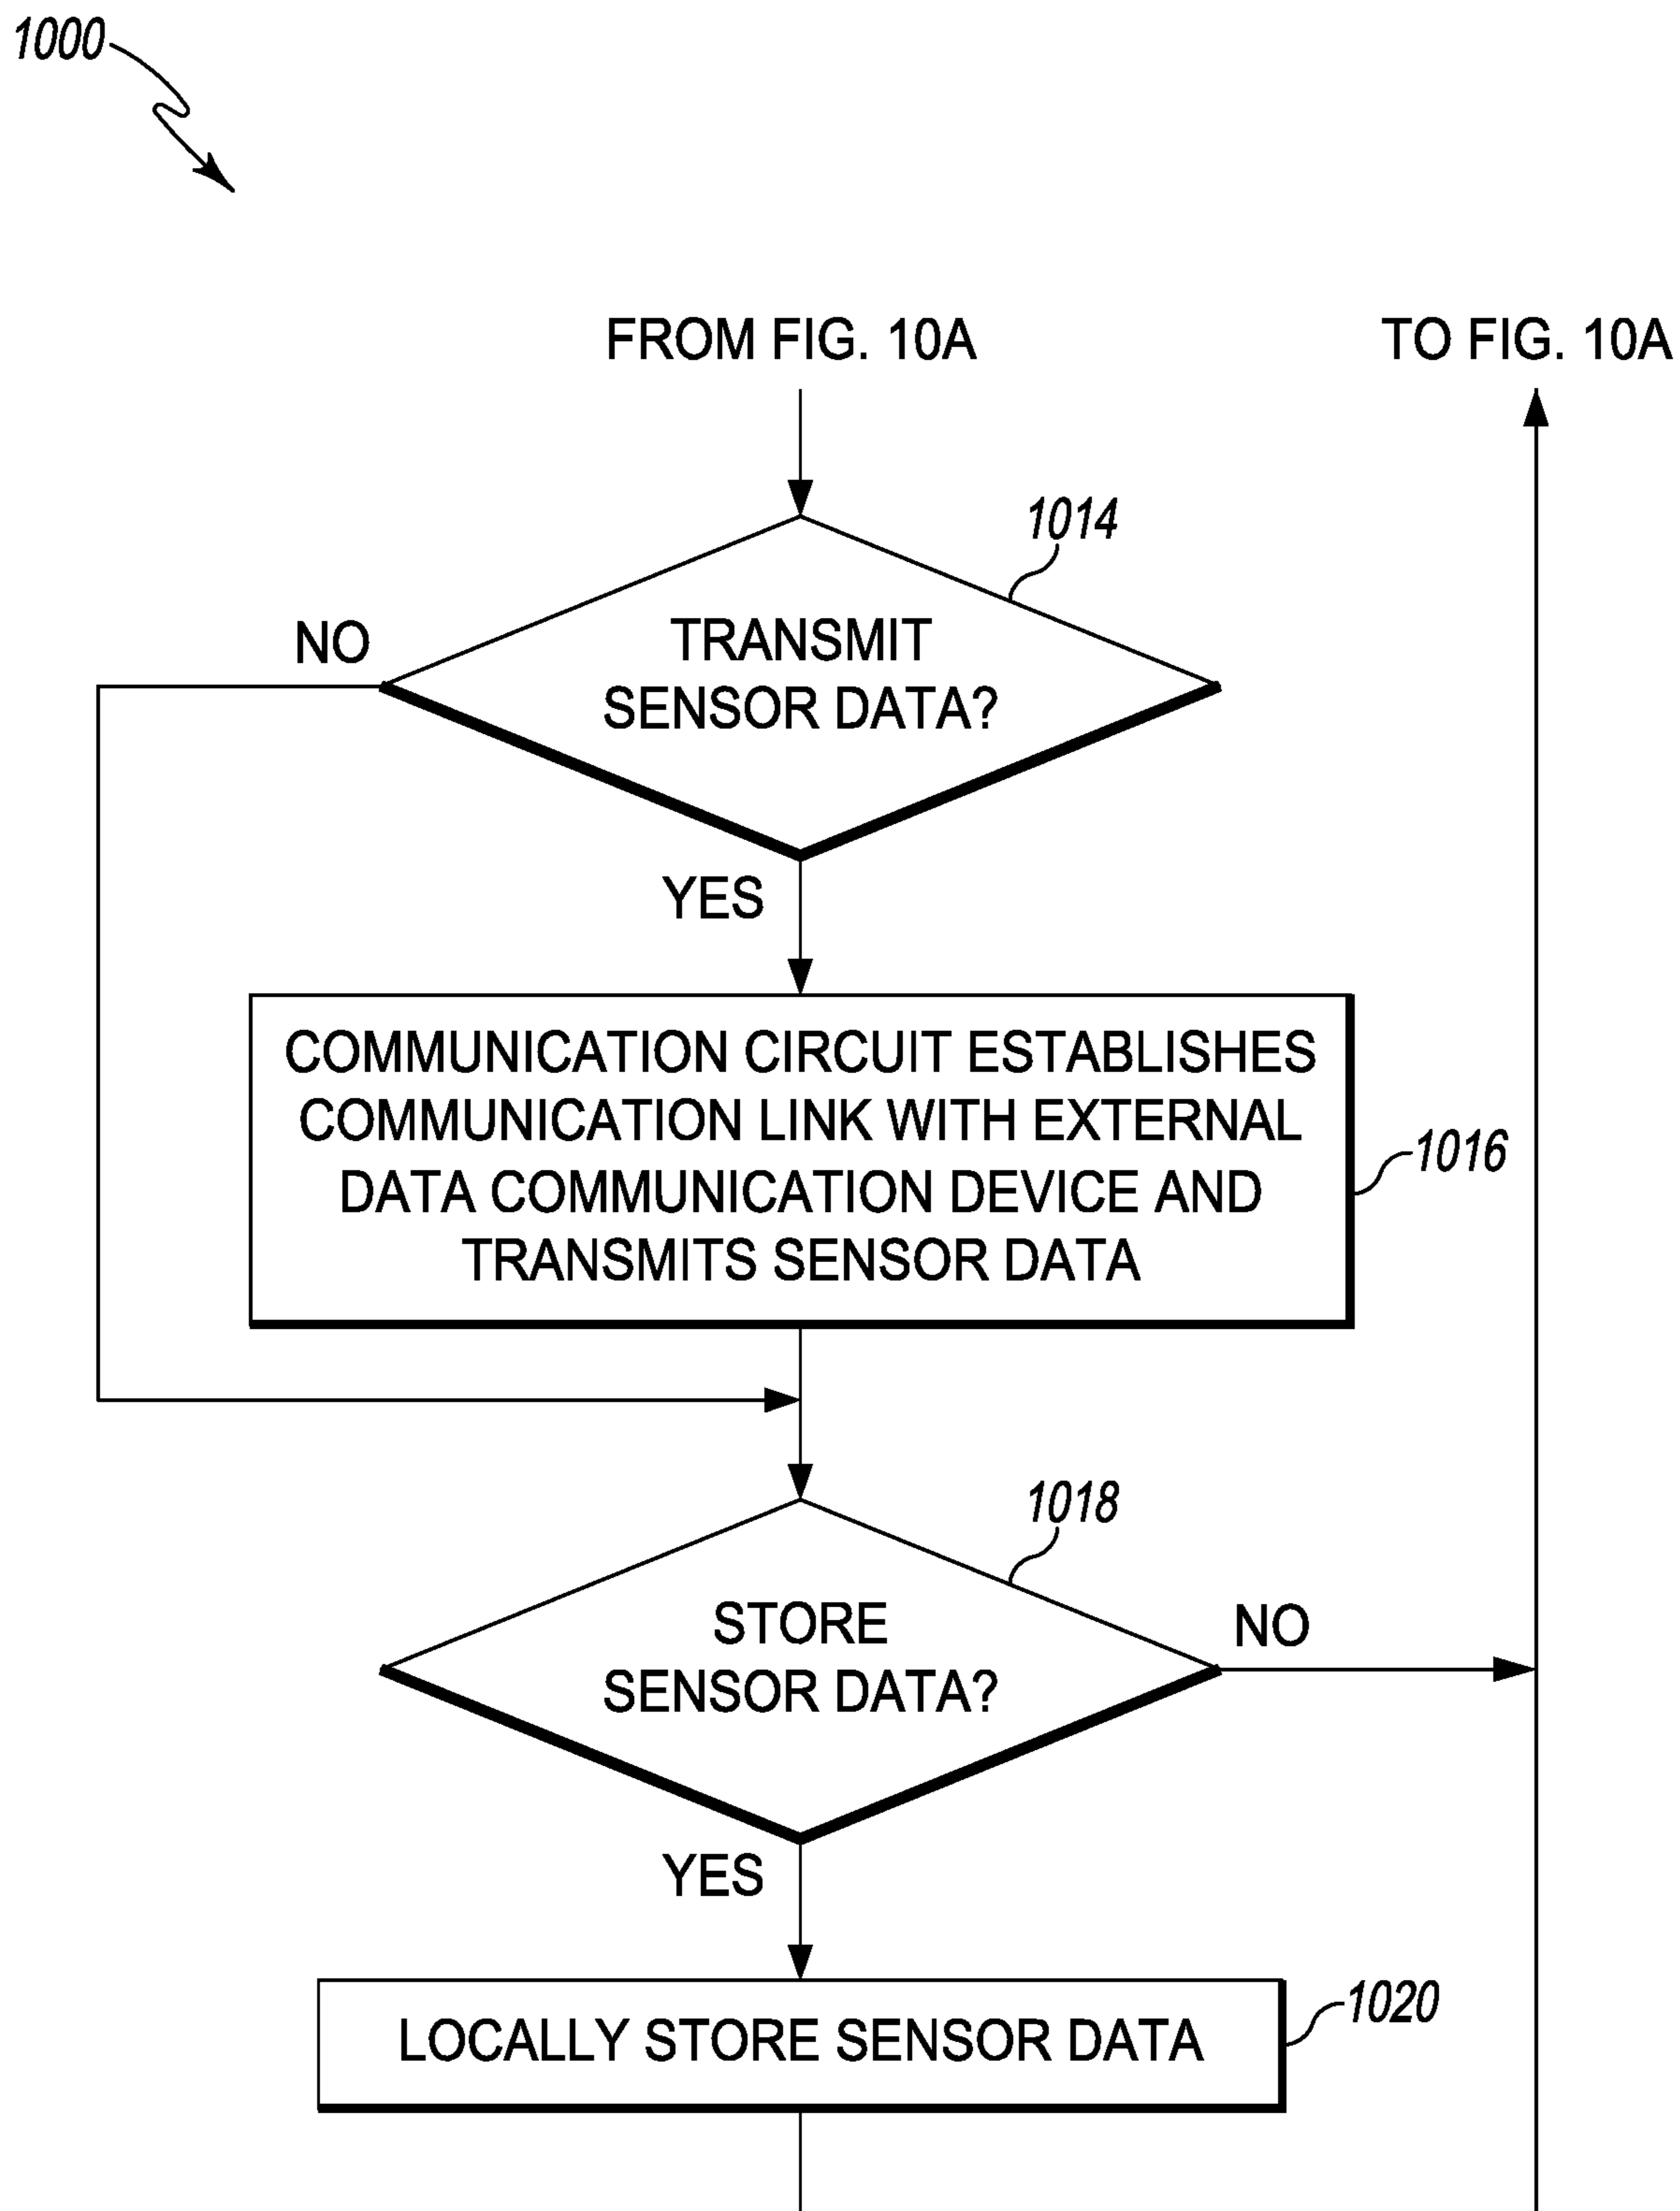 1000
FROM FIG. 10A
TO FIG. 10A
1014
NO
TRANSMIT
SENSOR DATA?
YES
COMMUNICATION CIRCUIT ESTABLISHES
COMMUNICATION LINK WITH EXTERNAL
DATA COMMUNICATION DEVICE AND
TRANSMITS SENSOR DATA
1016
1018
STORE
SENSOR DATA?
NO
YES
LOCALLY STORE SENSOR DATA
1020